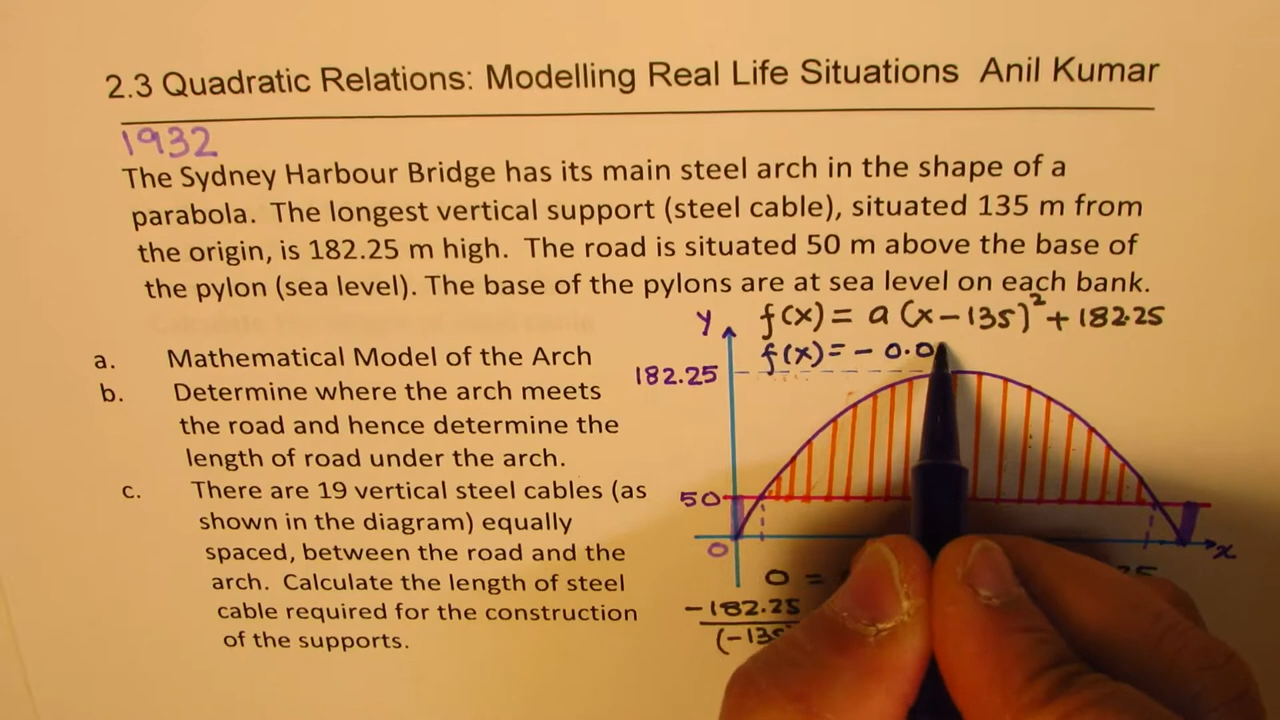 2.3 Quadratic Relations: Modelling Real Life Situations Anil Kumar
1932
The Sydney Harbour Bridge has its main steel arch in the shape of a
parabola. The longest vertical support (steel cable), situated 135 m from
the origin, is 182.25 m high. The road is situated 50 m above the base of
the pylon (sea level). The base of the pylons are at sea level on each bank.
a. Mathematical Model of the Arch
b. Determine where the arch meets
the road and hence determine the
length of road under the arch.
c. There are 19 vertical steel cables (as
shown in the diagram) equally
spaced, between the road and the
arch. Calculate the length of steel
cable required for the construction
of the supports.
y
f(x) = a (x - 135)² + 182.25
f(x) = - 0.0
182.25
50
0
x
0 =
-182.25
(-135